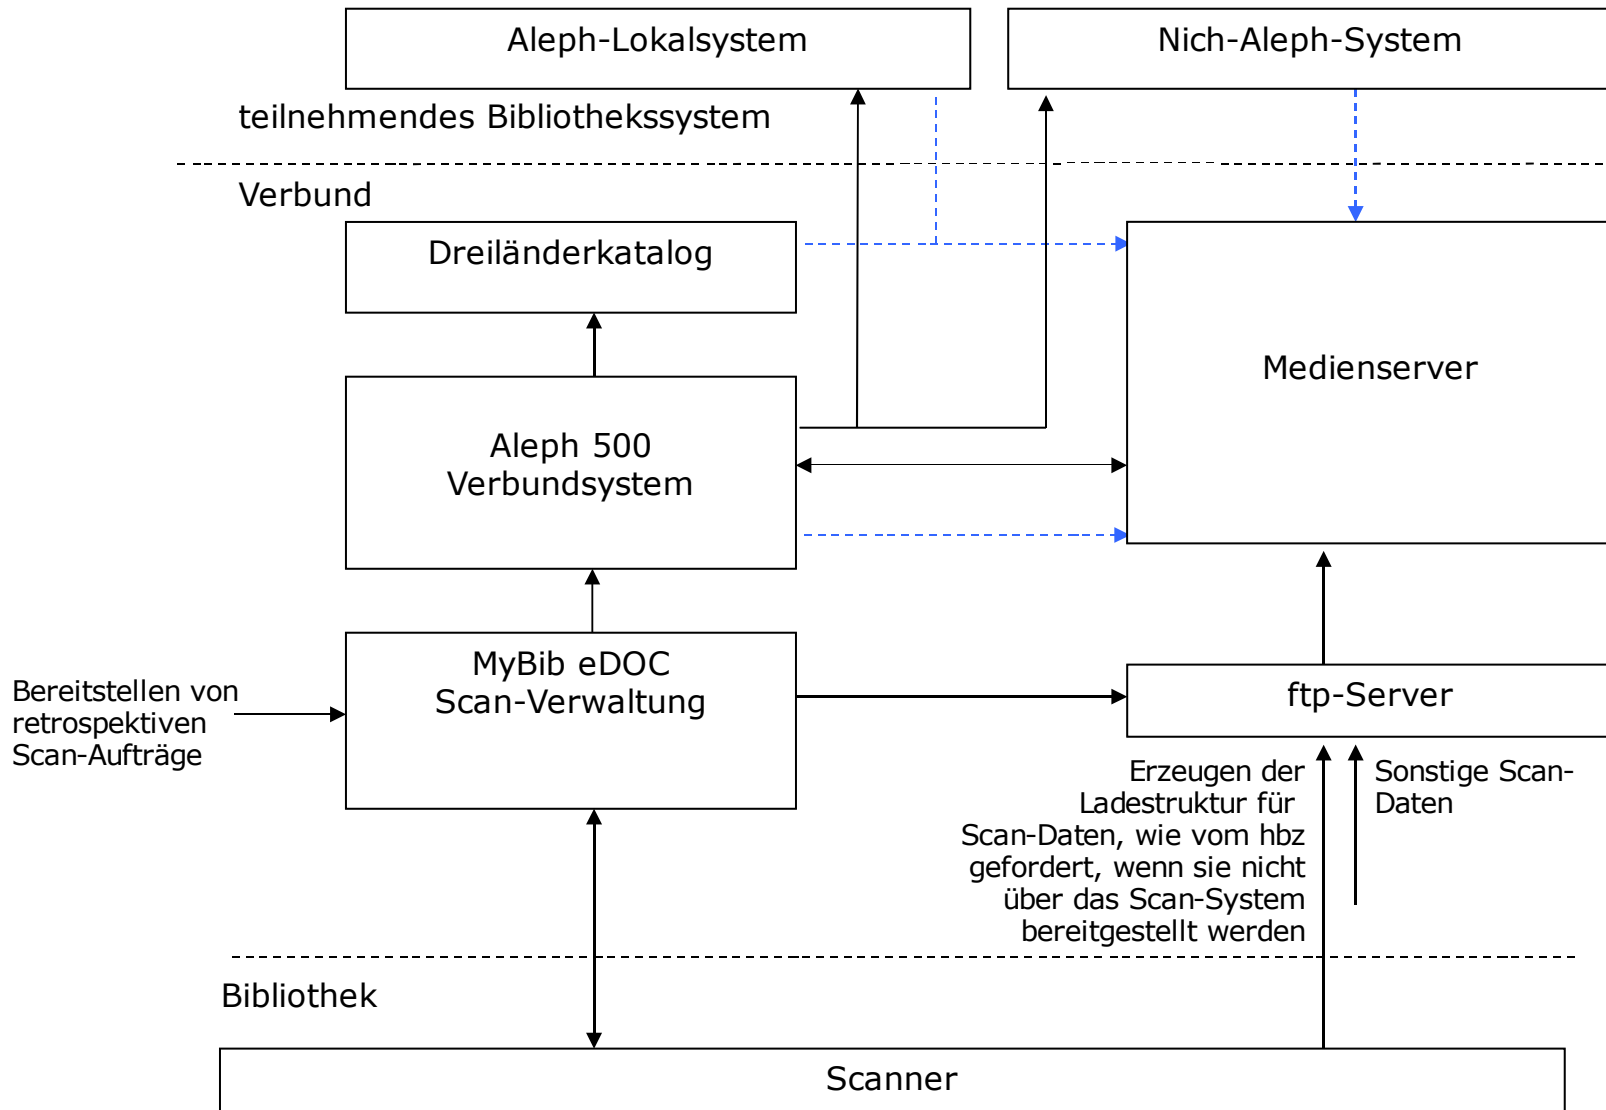 Aleph-Lokalsystem
Nich-Aleph-System
teilnehmendes Bibliothekssystem
Verbund
Dreiländerkatalog
Medienserver
Aleph 500
Verbundsystem
MyBib eDOC
Scan-Verwaltung
Bereitstellen von
retrospektiven
Scan-Aufträge
ftp-Server
Erzeugen der
Ladestruktur für
Scan-Daten, wie vom hbz
gefordert, wenn sie nicht
über das Scan-System
bereitgestellt werden
Sonstige Scan-
Daten
Bibliothek
Scanner